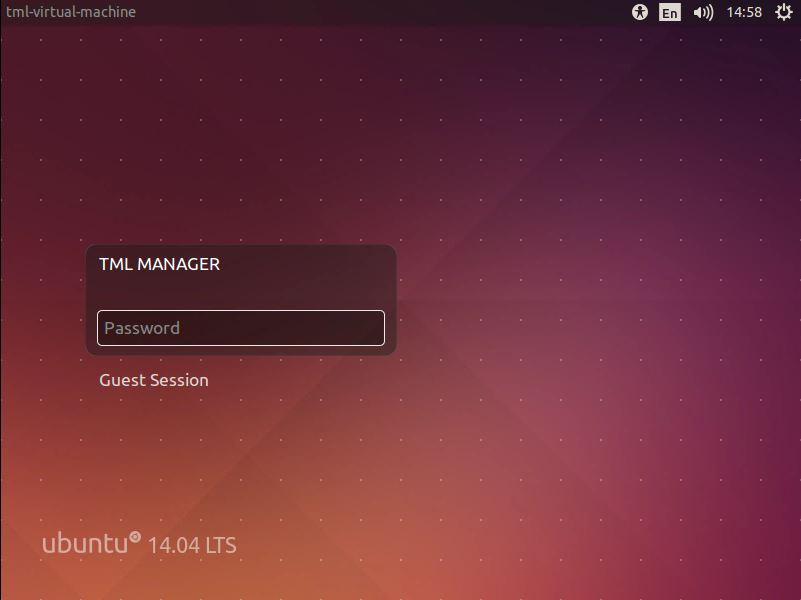 tml-virtual-machine En 14:58
TML MANAGER
Password
Guest Session
ubuntu 14.04 LTS